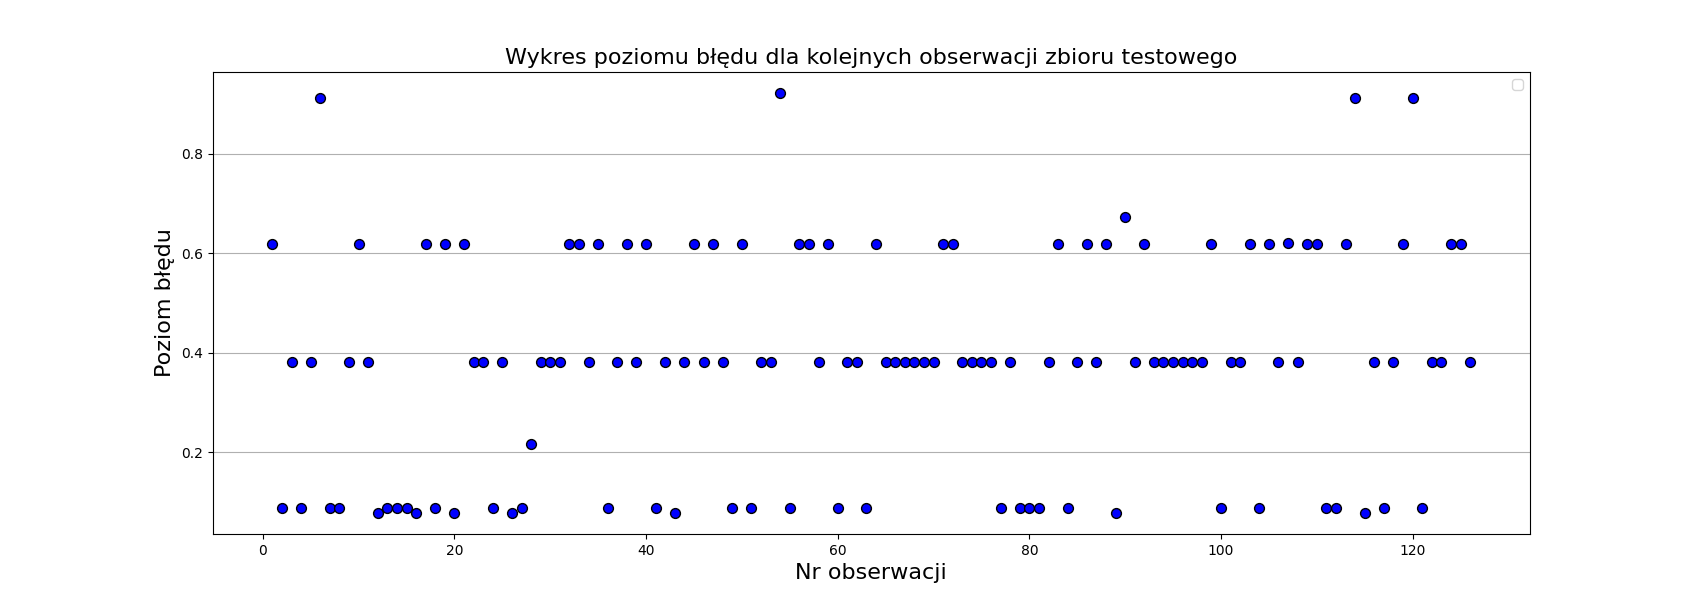 Wykres poziomu błędu dla kolejnych obserwacji zbioru testowego
Poziom błędu
0.8
0.6
0.4
0.2
0 20 40 60 80 100 120
Nr obserwacji